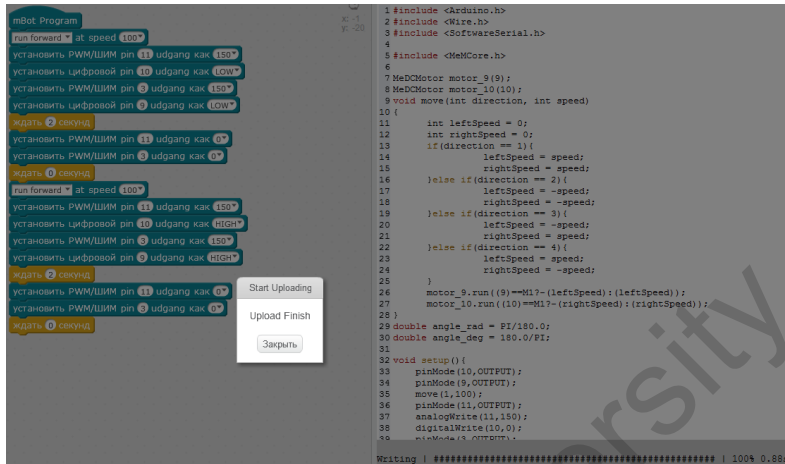 mBot Program
run forward at speed 100
установить PWM/ШИМ pin 11 udgang как 150
установить цифровой pin 10 udgang как LOW
установить PWM/ШИМ pin 3 udgang как 150
установить цифровой pin 9 udgang как LOW
ждать 2 секунд
установить PWM/ШИМ pin 11 udgang как 0
установить PWM/ШИМ pin 3 udgang как 0
ждать 0 секунд
run forward at speed 100
установить PWM/ШИМ pin 11 udgang как 150
установить цифровой pin 10 udgang как HIGH
установить PWM/ШИМ pin 3 udgang как 150
установить цифровой pin 9 udgang как HIGH
ждать 2 секунд
установить PWM/ШИМ pin 11 udgang как 0
установить PWM/ШИМ pin 3 udgang как 0
ждать 0 секунд
x: -1
y: -20
Start Uploading
Upload Finish
Закрыть
1 #include <Arduino.h>
2 #include <Wire.h>
3 #include <SoftwareSerial.h>
4
5 #include <MeMCore.h>
6
7 MeDCMotor motor_9(9);
8 MeDCMotor motor_10(10);
9 void move(int direction, int speed)
10 {
11 int leftSpeed = 0;
12 int rightSpeed = 0;
13 if(direction == 1){
14 leftSpeed = speed;
15 rightSpeed = speed;
16 }else if(direction == 2){
17 leftSpeed = -speed;
18 rightSpeed = -speed;
19 }else if(direction == 3){
20 leftSpeed = -speed;
21 rightSpeed = speed;
22 }else if(direction == 4){
23 leftSpeed = speed;
24 rightSpeed = -speed;
25 }
26 motor_9.run((9)==M1?-(leftSpeed):(leftSpeed));
27 motor_10.run((10)==M1?-(rightSpeed):(rightSpeed));
28 }
29 double angle_rad = PI/180.0;
30 double angle_deg = 180.0/PI;
31
32 void setup(){
33 pinMode(10,OUTPUT);
34 pinMode(9,OUTPUT);
35 move(1,100);
36 pinMode(11,OUTPUT);
37 analogWrite(11,150);
38 digitalWrite(10,0);
39 pinMode(3,OUTPUT);
Writing | ################################################## | 100% 0.88s